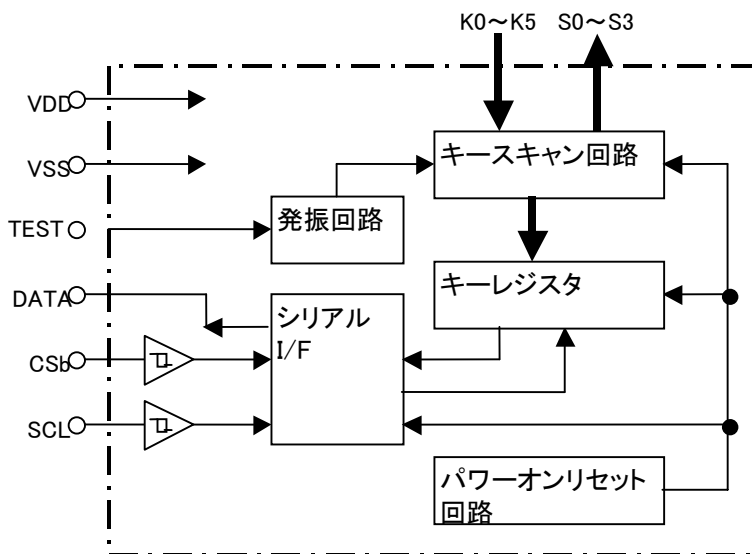 K0～K5 S0～S3
VDD
VSS
TEST
DATA
CSb
SCL
キースキャン回路
発振回路
キーレジスタ
シリアル
I/F
パワーオンリセット
回路